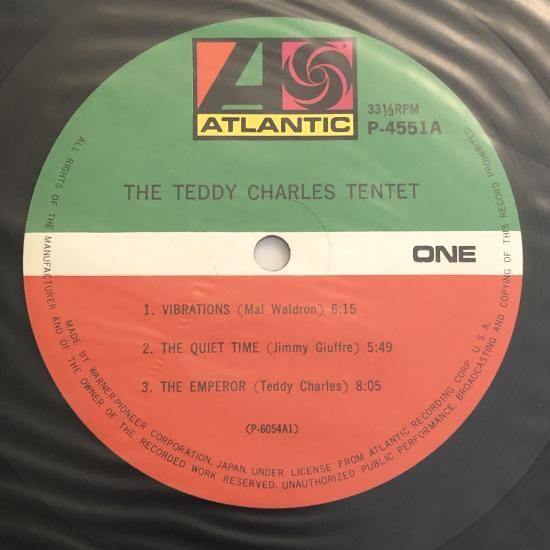 ATLANTIC
33⅓RPM
P-4551A
THE TEDDY CHARLES TENTET
ONE
1. VIBRATIONS (Mal Waldron) 6:15
2. THE QUIET TIME (Jimmy Giuffre) 5:49
3. THE EMPEROR (Teddy Charles) 8:05
(P-6054A1)
MADE BY WARNER-PIONEER CORPORATION, JAPAN, UNDER LICENSE FROM ATLANTIC RECORDING CORP. U.S.A.
ALL RIGHTS OF THE MANUFACTURER AND OF THE OWNER OF THE RECORDED WORK RESERVED. UNAUTHORIZED PUBLIC PERFORMANCE, BROADCASTING AND COPYING OF THIS RECORD PROHIBITED